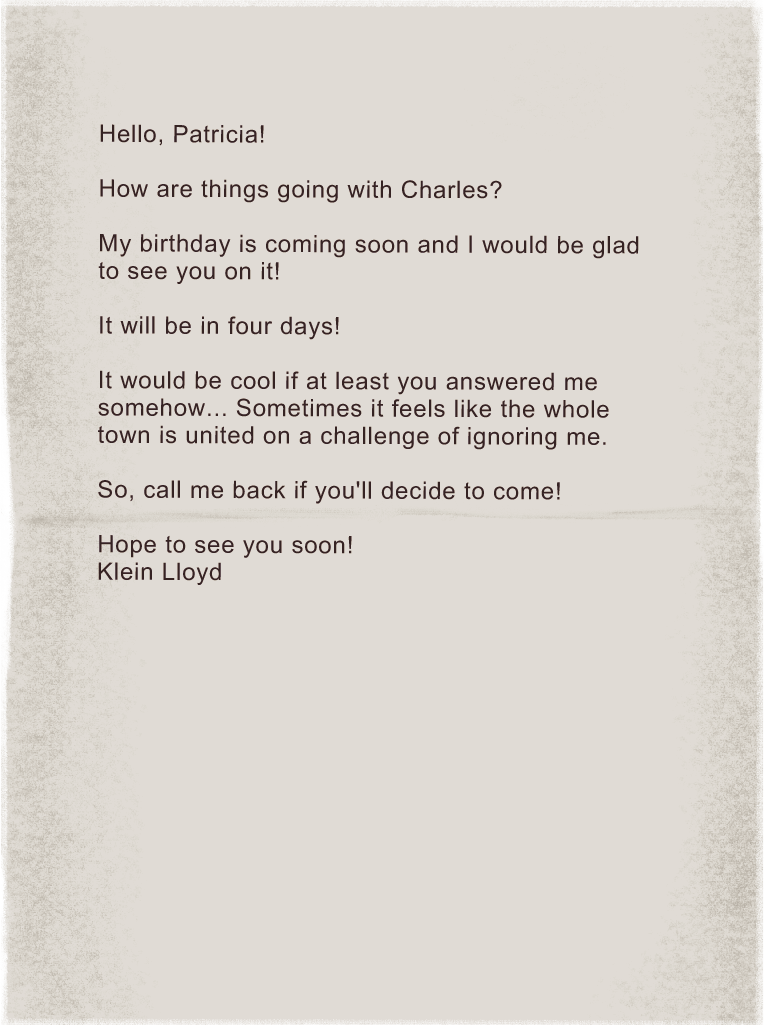 Hello, Patricia!
How are things going with Charles?
My birthday is coming soon and I would be glad
to see you on it!
It will be in four days!
It would be cool if at least you answered me
somehow... Sometimes it feels like the whole
town is united on a challenge of ignoring me.
So, call me back if you'll decide to come!
Hope to see you soon!
Klein Lloyd